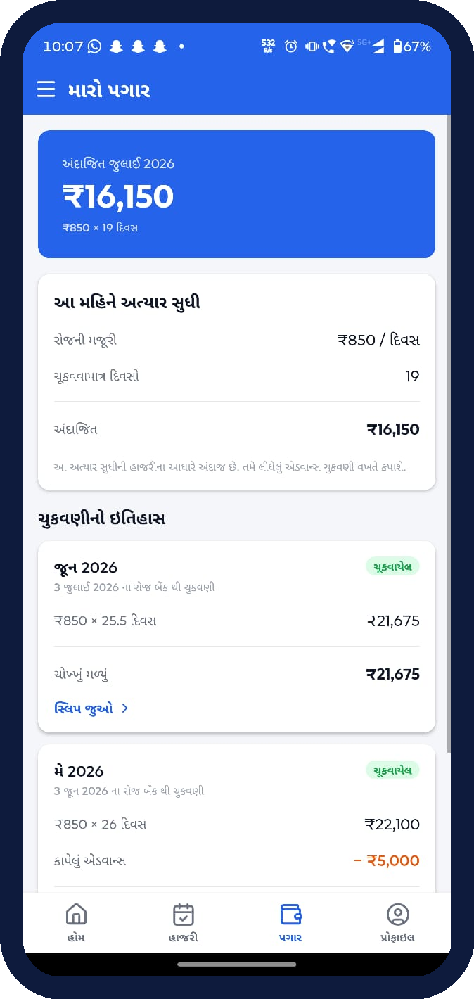 10:07
532 B/s
5G+
67%
મારો પગાર
અંદાજિત જુલાઈ 2026
₹16,150
₹850 × 19 દિવસ
આ મહિને અત્યાર સુધી
રોજની મજૂરી ₹850 / દિવસ
ચૂકવવાપાત્ર દિવસો 19
અંદાજિત ₹16,150
આ અત્યાર સુધીની હાજરીના આધારે અંદાજ છે. તમે લીધેલું એડવાન્સ ચુકવણી વખતે કપાશે.
ચુકવણીનો ઇતિહાસ
જૂન 2026 ચૂકવાયેલ
3 જુલાઈ 2026 ના રોજ બેંક થી ચુકવણી
₹850 × 25.5 દિવસ ₹21,675
ચોખ્ખું મળ્યું ₹21,675
સ્લિપ જુઓ
મે 2026 ચૂકવાયેલ
3 જૂન 2026 ના રોજ બેંક થી ચુકવણી
₹850 × 26 દિવસ ₹22,100
કાપેલું એડવાન્સ − ₹5,000
હોમ હાજરી પગાર પ્રોફાઇલ